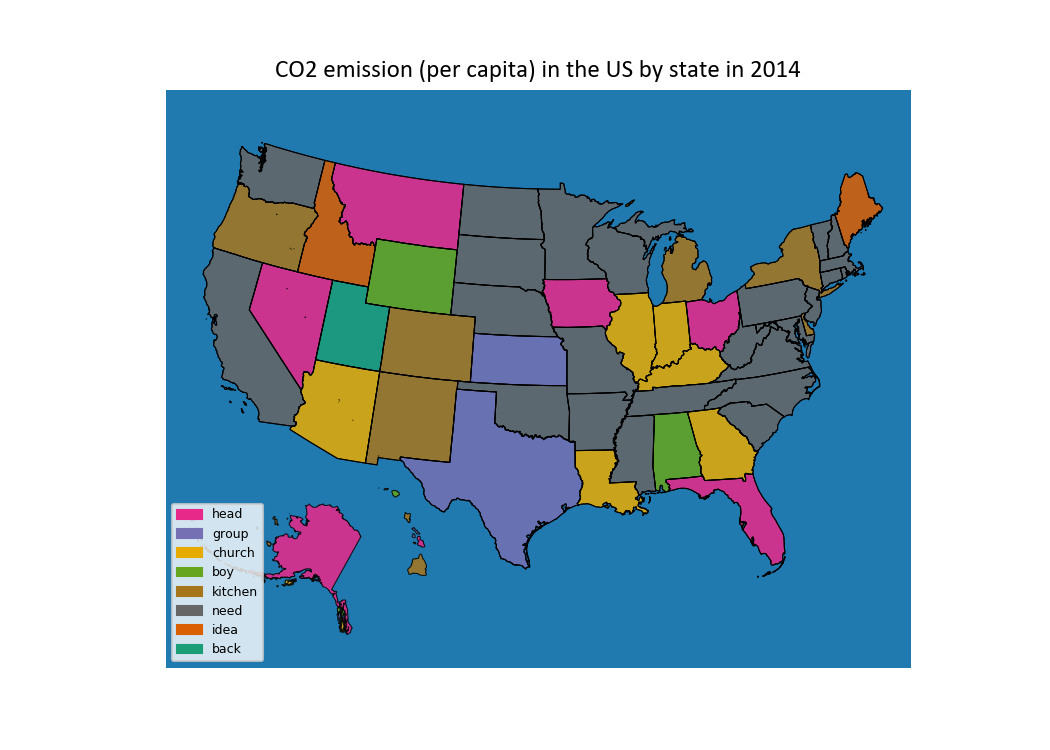 CO2 emission (per capita) in the US by state in 2014
head
group
church
boy
kitchen
need
idea
back